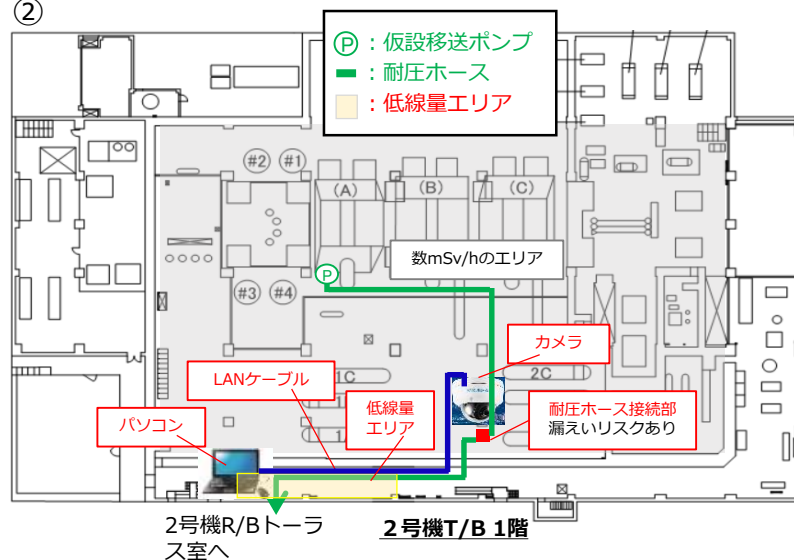 ②
Ⓟ：仮設移送ポンプ
：耐圧ホース
：低線量エリア
#2 #1
(A) (B) (C)
数mSv/hのエリア
P
#3 #4
カメラ
1C
2C
LANケーブル
低線量
エリア
耐圧ホース接続部
漏えいリスクあり
パソコン
2号機R/Bトーラ
ス室へ
２号機T/B 1階